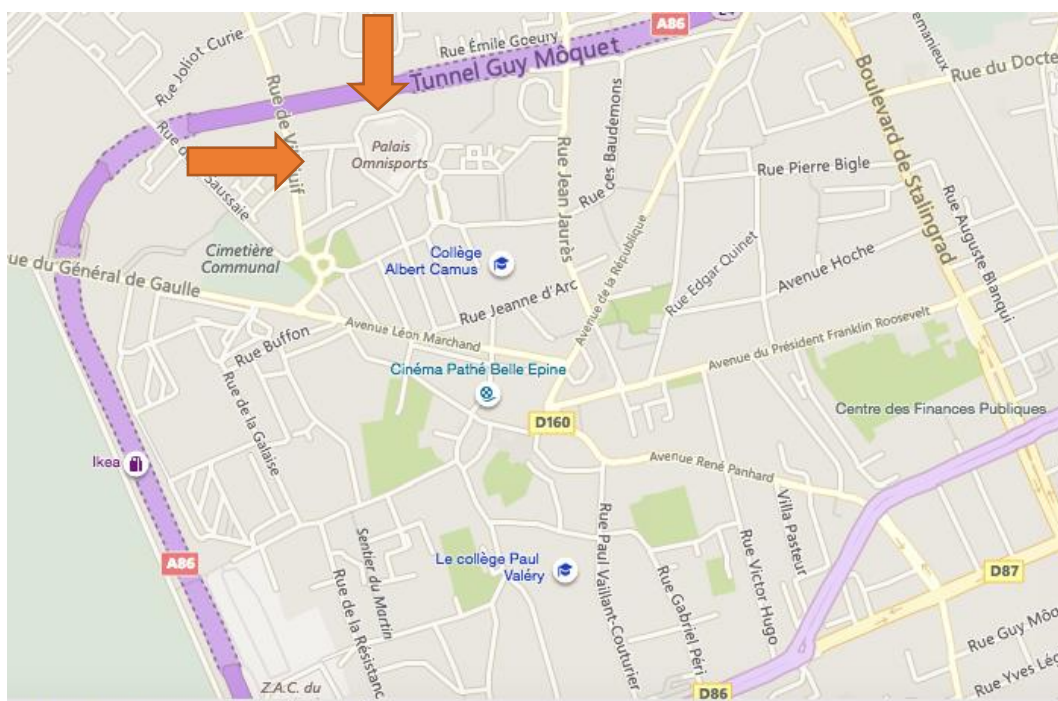 A86
Rue Émile Goeury
Rue Joliot Curie
Tunnel Guy Môquet
Boulevard de Stalingrad
Rue du Docte
Rue de
Palais
Omnisports
Rue Jean Jaurès
Rue des Baudemons
Rue Pierre Bigle
Saussaie
Cimetière
Communal
Collège
Albert Camus
Avenue de la République
Rue Edgar Quinet
Avenue Hoche
Rue Auguste Blanqui
ue du Général de Gaulle
Rue Jeanne d'Arc
Avenue Léon Marchand
Rue Buffon
Avenue du Président Franklin Roosevelt
Cinéma Pathé Belle Epine
Rue de la Galaise
D160
Centre des Finances Publiques
Ikea
Avenue René Panhard
Villa Pasteur
A86
Sentier du Martin
Rue de la Résistanc
Le collège Paul
Valéry
Rue Paul Vaillant-Couturier
Rue Gabriel Péri
Rue Victor Hugo
D87
Rue Guy Môq
Rue Yves Lég
Z.A.C. du
D86